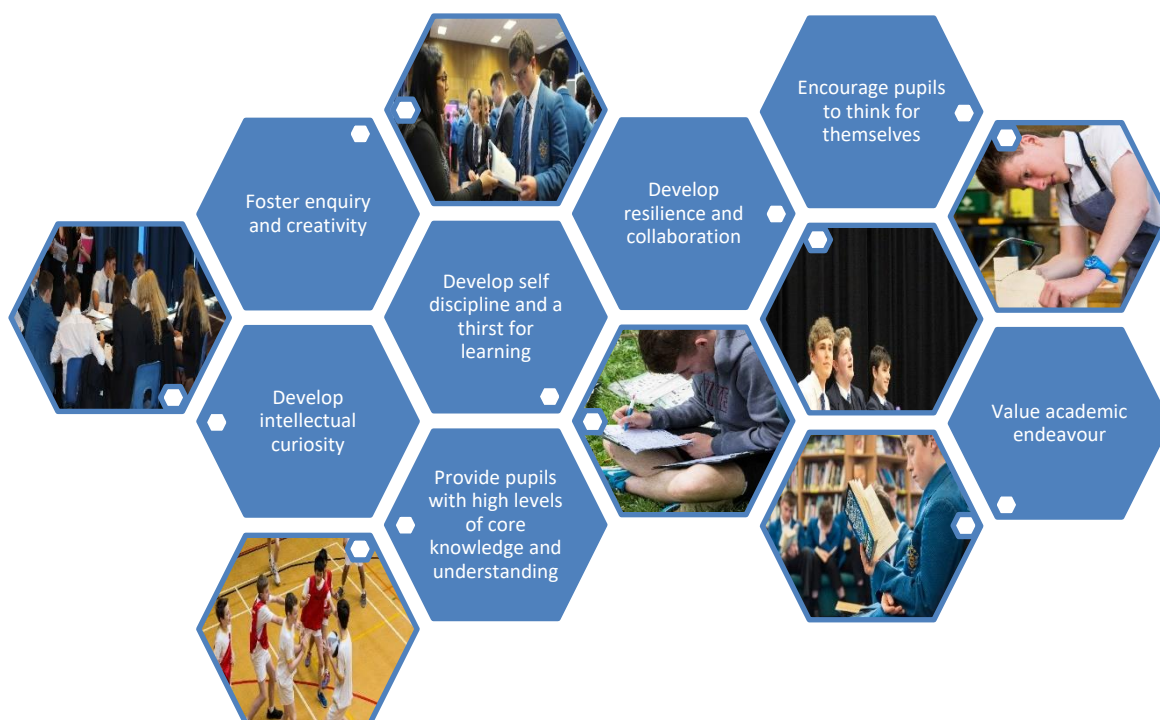 Encourage pupils
to think for
themselves
Foster enquiry
and creativity
Develop
resilience and
collaboration
Develop self
discipline and a
thirst for
learning
Develop
intellectual
curiosity
Value academic
endeavour
Provide pupils
with high levels
of core
knowledge and
understanding